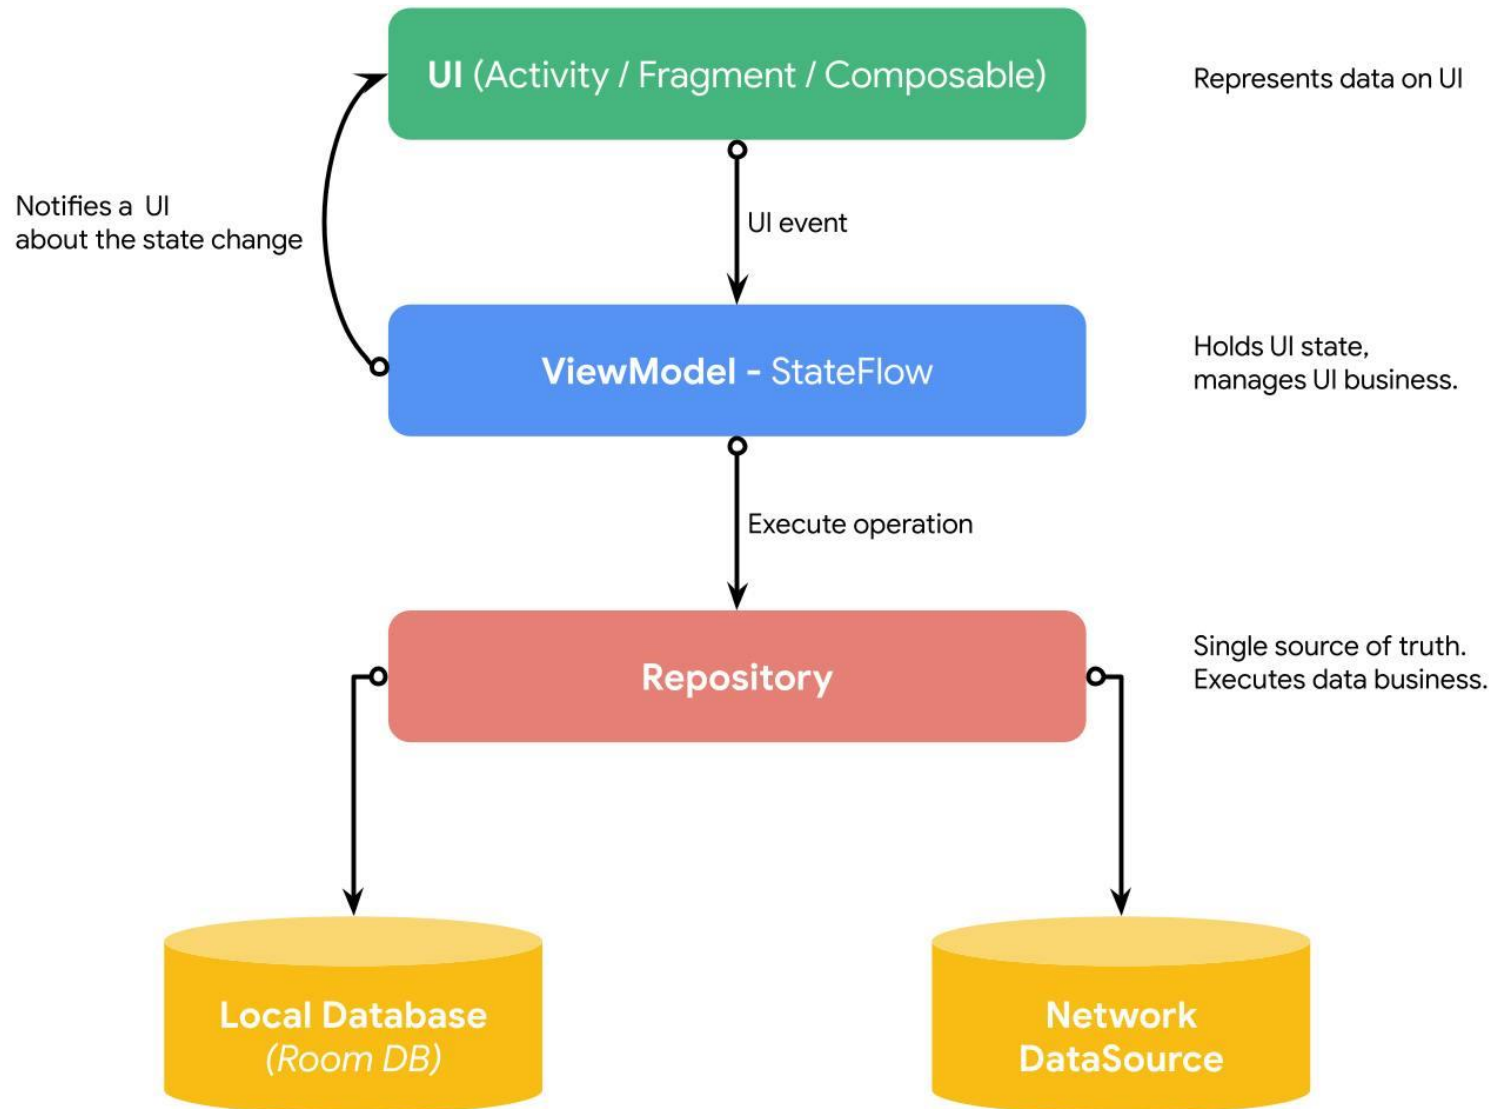 UI (Activity / Fragment / Composable)
Represents data on UI
Notifies a UI
about the state change
UI event
ViewModel - StateFlow
Holds UI state,
manages UI business.
Execute operation
Repository
Single source of truth.
Executes data business.
Local Database
(Room DB)
Network
DataSource